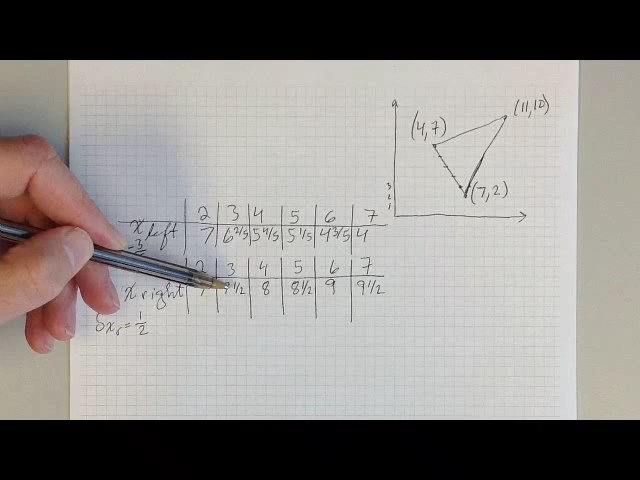 (11,10)
(4,7)
3
2
1
(7,2)
2 3 4 5 6 7
x left 7 6 2/5 5 4/5 5 1/5 4 3/5 4
-3
2 3 4 5 6 7
x right 7 1/2 8 8 1/2 9 9 1/2
δxᵣ = 1/2